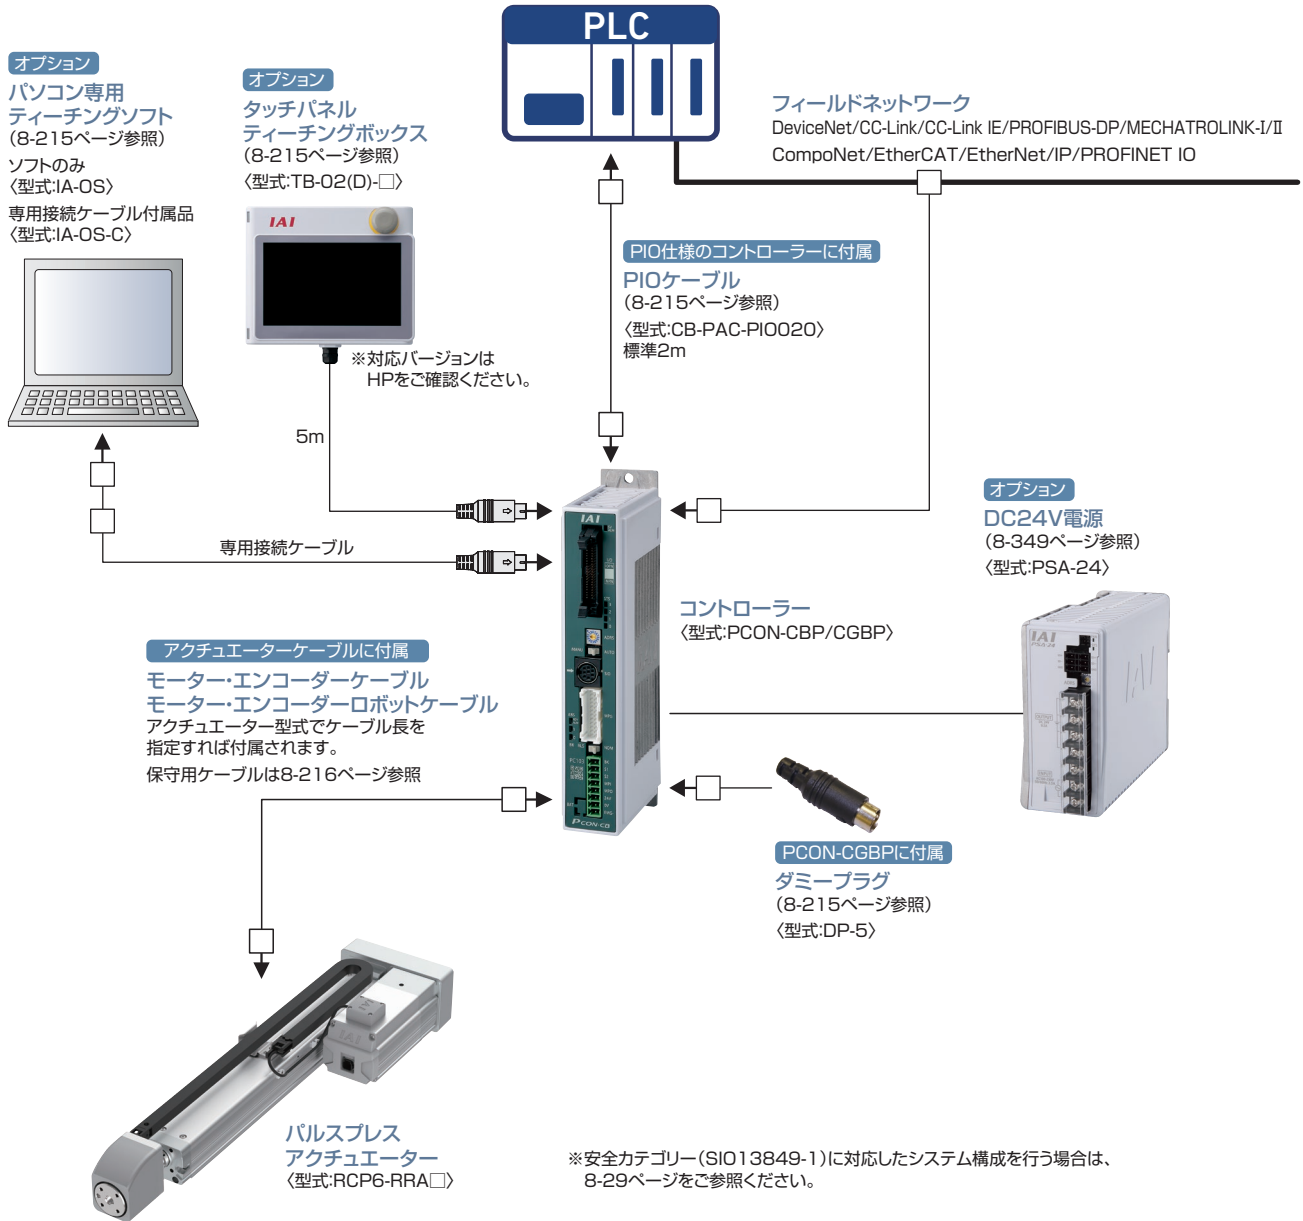 PLC
オプション
パソコン専用
ティーチングソフト
(8-215ページ参照)
ソフトのみ
〈型式:IA-OS〉
専用接続ケーブル付属品
〈型式:IA-OS-C〉
オプション
タッチパネル
ティーチングボックス
(8-215ページ参照)
〈型式:TB-02(D)-□〉
IAI
※対応バージョンは
HPをご確認ください。
5m
専用接続ケーブル
フィールドネットワーク
DeviceNet/CC-Link/CC-Link IE/PROFIBUS-DP/MECHATROLINK-I/II
CompoNet/EtherCAT/EtherNet/IP/PROFINET IO
PIO仕様のコントローラーに付属
PIOケーブル
(8-215ページ参照)
〈型式:CB-PAC-PIO020〉
標準2m
オプション
DC24V電源
(8-349ページ参照)
〈型式:PSA-24〉
IAI
PSA-24
IAI
PCON-CB
コントローラー
〈型式:PCON-CBP/CGBP〉
アクチュエーターケーブルに付属
モーター・エンコーダーケーブル
モーター・エンコーダーロボットケーブル
アクチュエーター型式でケーブル長を
指定すれば付属されます。
保守用ケーブルは8-216ページ参照
PCON-CGBPに付属
ダミープラグ
(8-215ページ参照)
〈型式:DP-5〉
IAI
パルスプレス
アクチュエーター
〈型式:RCP6-RRA□〉
※安全カテゴリー(SIO13849-1)に対応したシステム構成を行う場合は、
8-29ページをご参照ください。